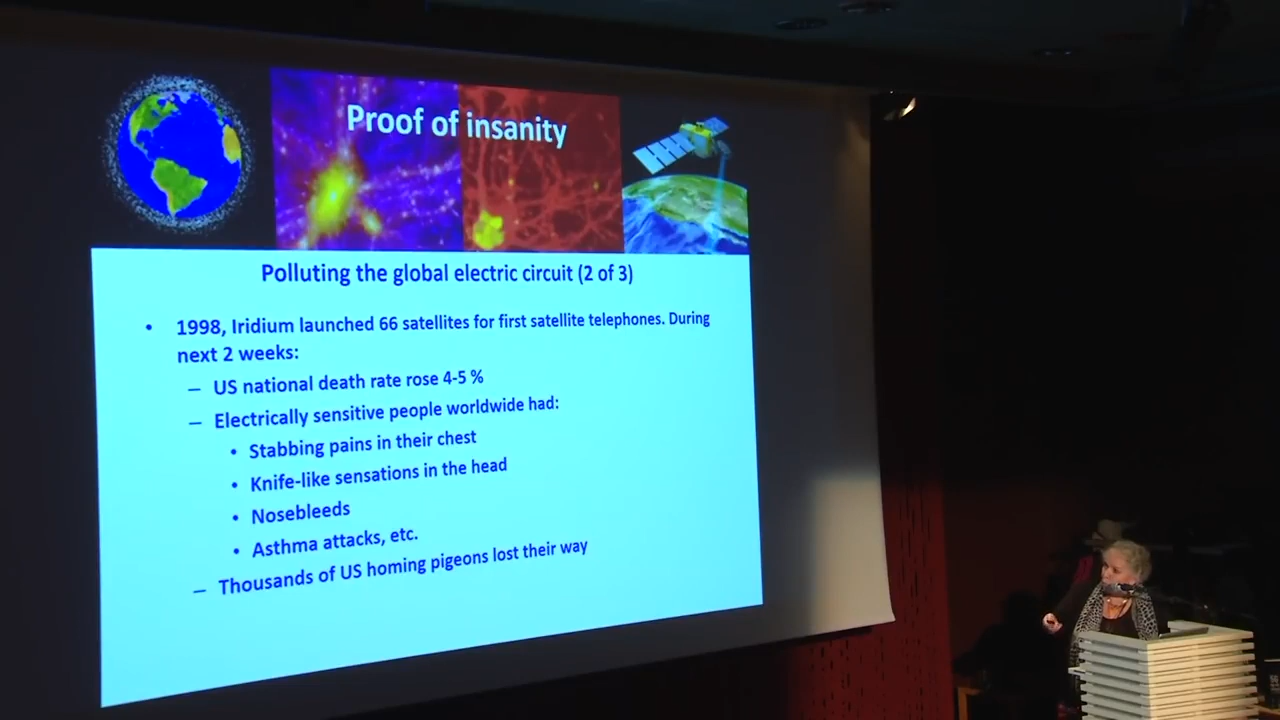 Proof of insanity
Polluting the global electric circuit (2 of 3)
• 1998, Iridium launched 66 satellites for first satellite telephones. During
next 2 weeks:
– US national death rate rose 4-5 %
– Electrically sensitive people worldwide had:
• Stabbing pains in their chest
• Knife-like sensations in the head
• Nosebleeds
• Asthma attacks, etc.
– Thousands of US homing pigeons lost their way